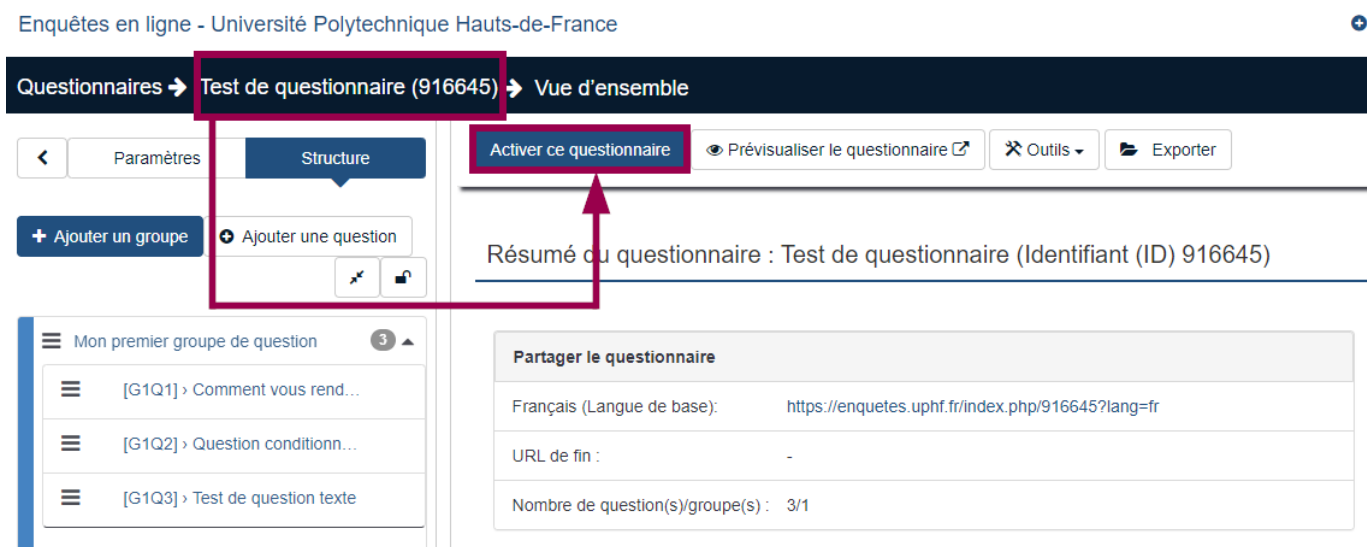 Enquêtes en ligne - Université Polytechnique Hauts-de-France
Questionnaires Test de questionnaire (916645) Vue d'ensemble
Paramètres Structure
Activer ce questionnaire Prévisualiser le questionnaire Outils Exporter
Ajouter un groupe Ajouter une question
Résumé du questionnaire : Test de questionnaire (Identifiant (ID) 916645)
Mon premier groupe de question 3
[G1Q1] › Comment vous rend…
[G1Q2] › Question conditionn…
[G1Q3] › Test de question texte
Partager le questionnaire
Français (Langue de base): https://enquetes.uphf.fr/index.php/916645?lang=fr
URL de fin : -
Nombre de question(s)/groupe(s) : 3/1